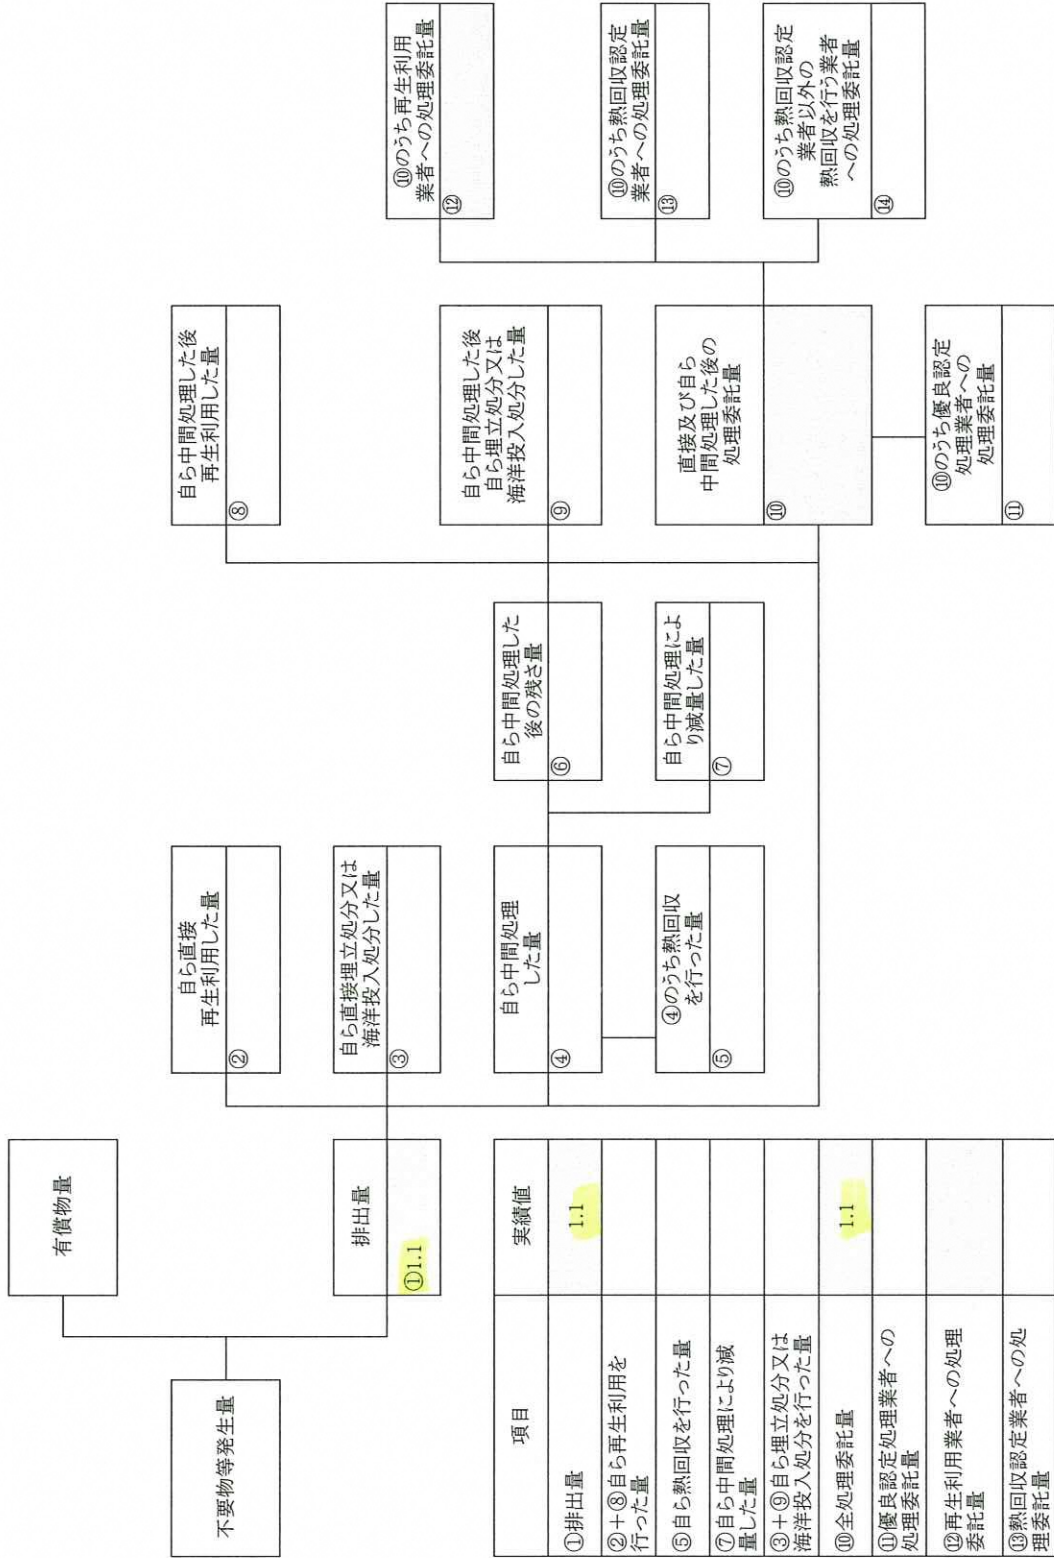 不要物等発生量
有償物量
排出量
①1.1
自ら直接
再生利用した量
②
自ら直接埋立処分又は
海洋投入処分した量
③
自ら中間処理
した量
④
④のうち熱回収
を行った量
⑤
自ら中間処理した
後の残さ量
⑥
自ら中間処理によ
り減量した量
⑦
自ら中間処理した後
再生利用した量
⑧
自ら中間処理した後
自ら埋立処分又は
海洋投入処分した量
⑨
直接及び自ら
中間処理した後の
処理委託量
⑩
⑩のうち優良認定
処理業者への
処理委託量
⑪
⑩のうち再生利用
業者への処理委託量
⑫
⑩のうち熱回収認定
業者への処理委託量
⑬
⑩のうち熱回収認定
業者以外の
熱回収を行う業者
への処理委託量
⑭
項目
実績値
①排出量
1.1
②+⑧自ら再生利用を
行った量
⑤自ら熱回収を行った量
⑦自ら中間処理により減
量した量
③+⑨自ら埋立処分又は
海洋投入処分を行った量
⑩全処理委託量
1.1
⑪優良認定処理業者への
処理委託量
⑫再生利用業者への処理
委託量
⑬熱回収認定業者への処
理委託量